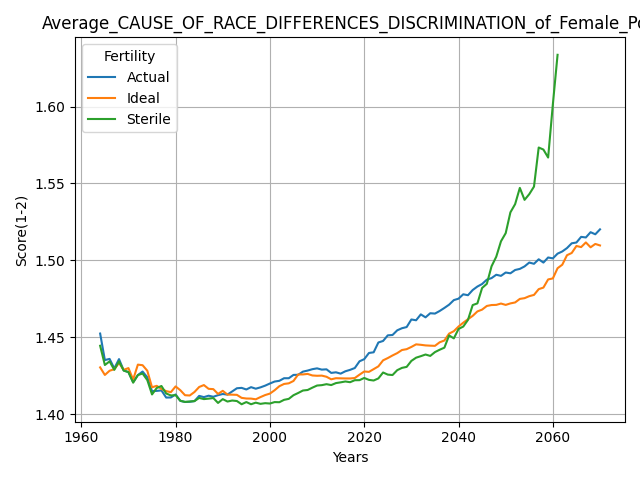 Average_CAUSE_OF_RACE_DIFFERENCES_DISCRIMINATION_of_Female_Po
Fertility
Actual
Ideal
Sterile
1.60
1.55
1.50
1.45
1.40
Score(1-2)
1960
1980
2000
2020
2040
2060
Years